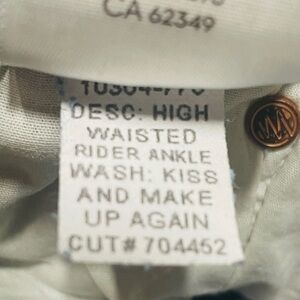 CA 62349
DESC: HIGH
WAISTED
RIDER ANKLE
WASH: KISS
AND MAKE
UP AGAIN
CUT# 704452